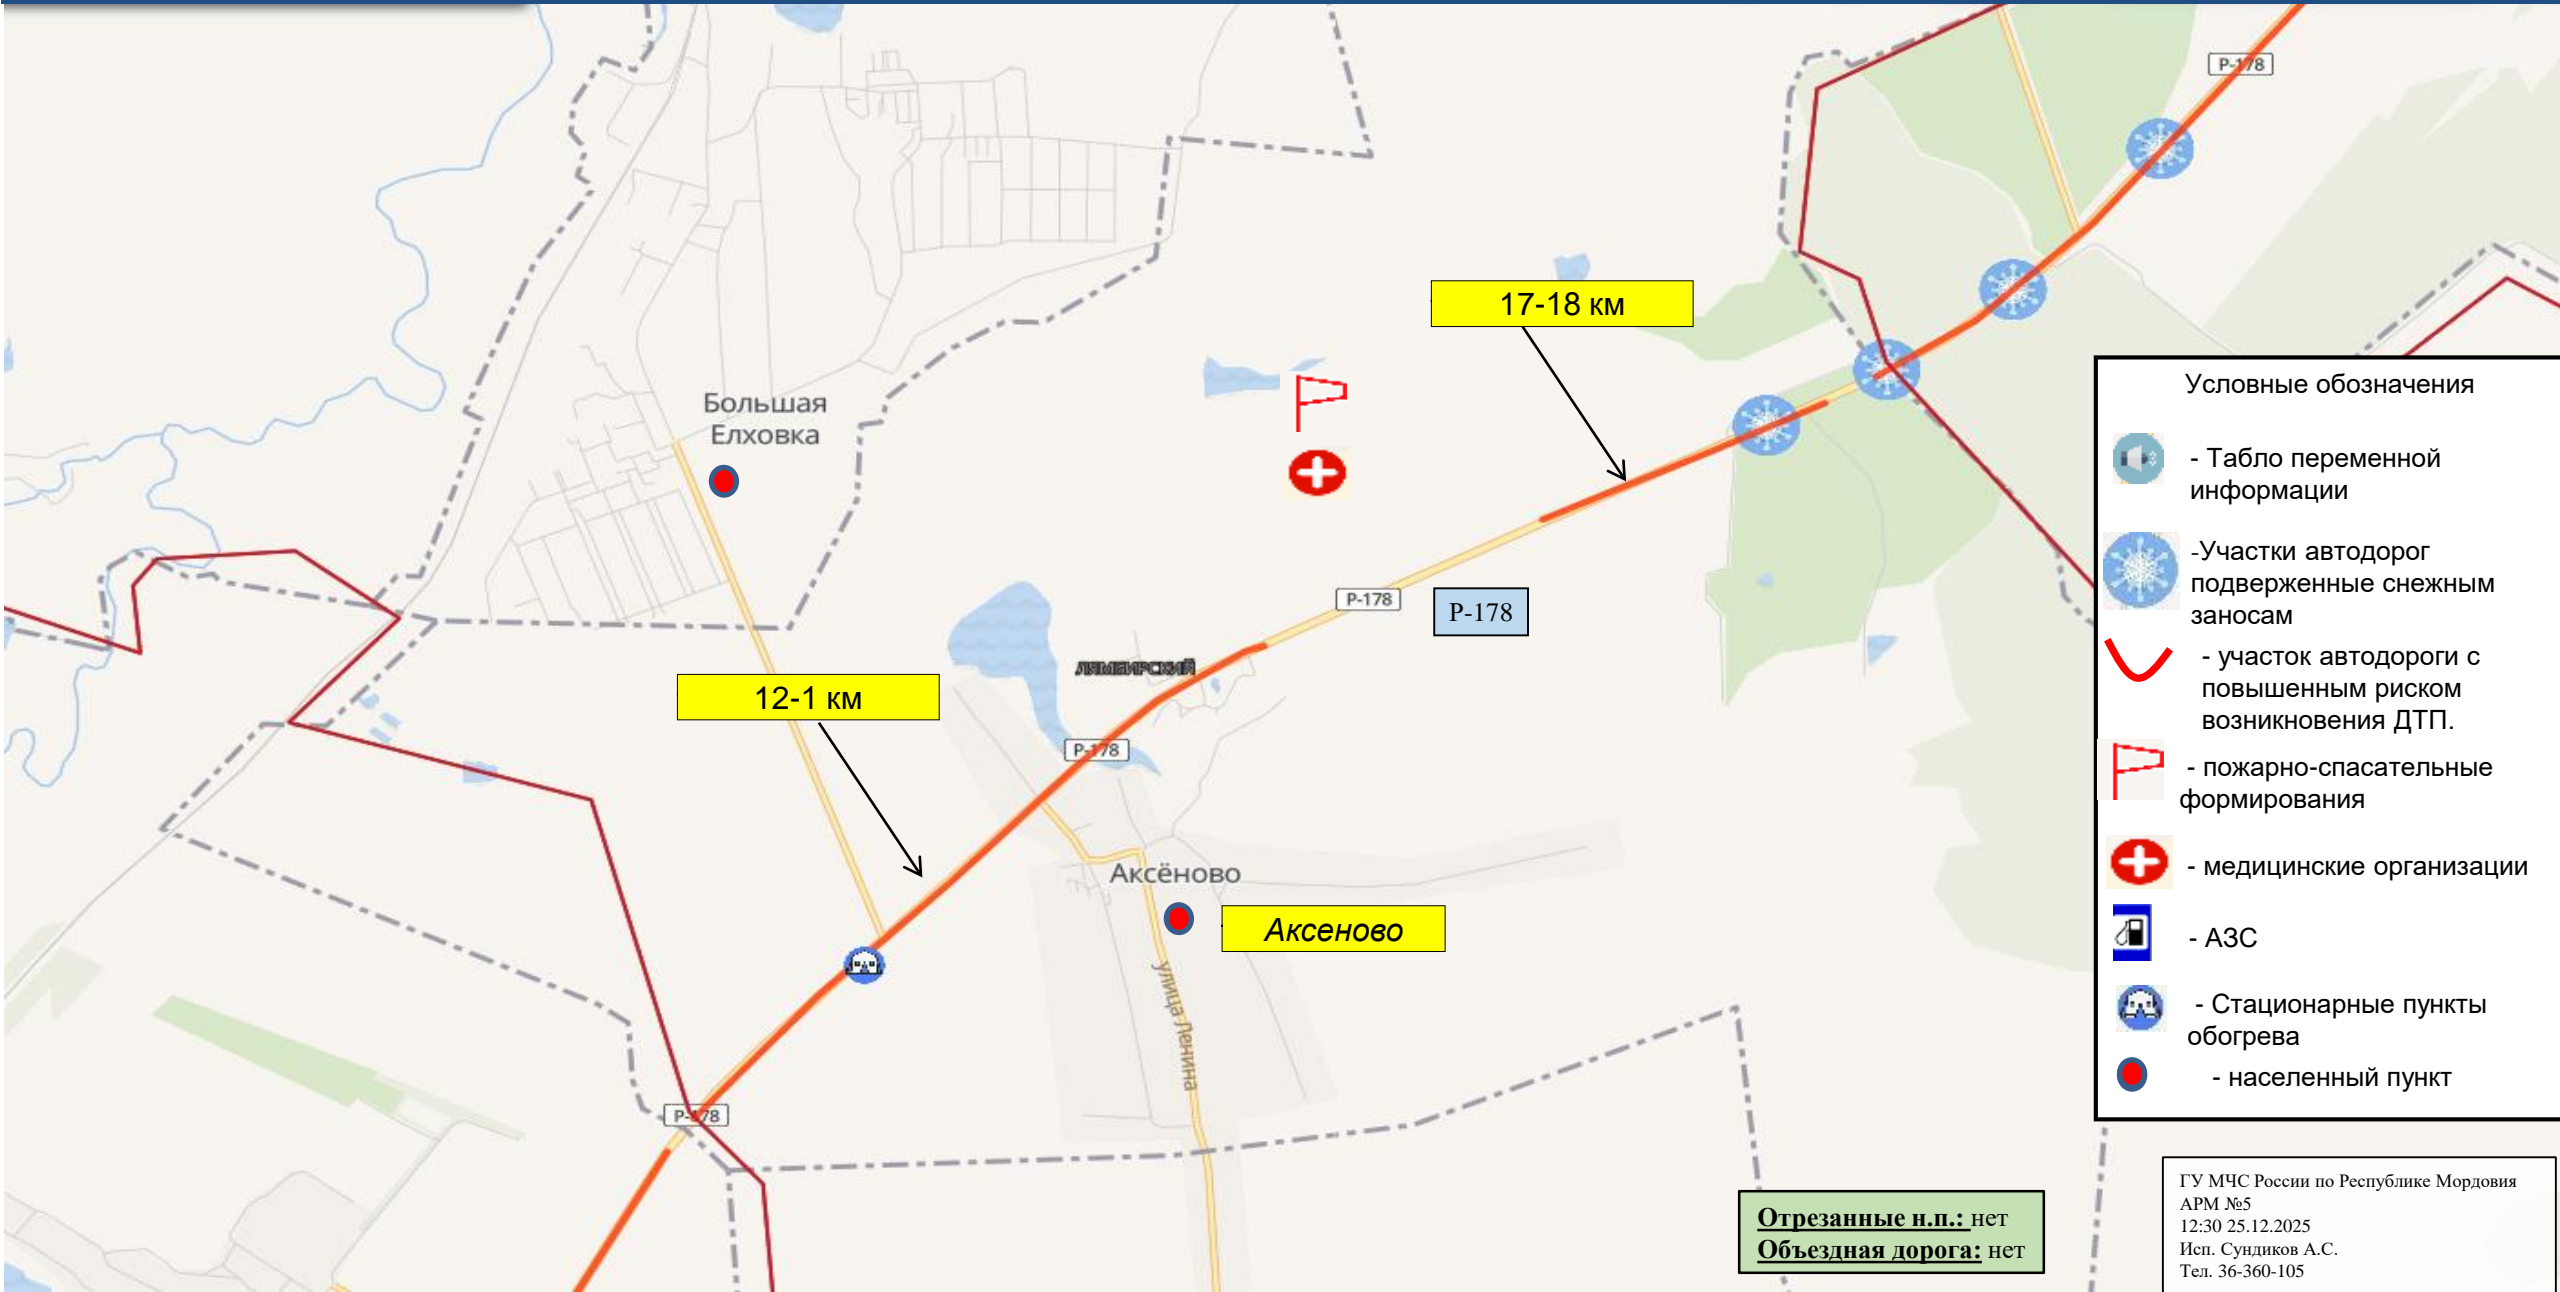 Р-178
17-18 км
Большая
Елховка
Р-178
Р-178
ЛЯМБИРСКИЙ
12-1 км
Р-178
Аксёново
Аксеново
улица Ленина
Р-178
Условные обозначения
- Табло переменной
информации
-Участки автодорог
подверженные снежным
заносам
- участок автодороги с
повышенным риском
возникновения ДТП.
- пожарно-спасательные
формирования
- медицинские организации
- АЗС
- Стационарные пункты
обогрева
- населенный пункт
Отрезанные н.п.: нет
Объездная дорога: нет
ГУ МЧС России по Республике Мордовия
АРМ №5
12:30 25.12.2025
Исп. Сундиков А.С.
Тел. 36-360-105